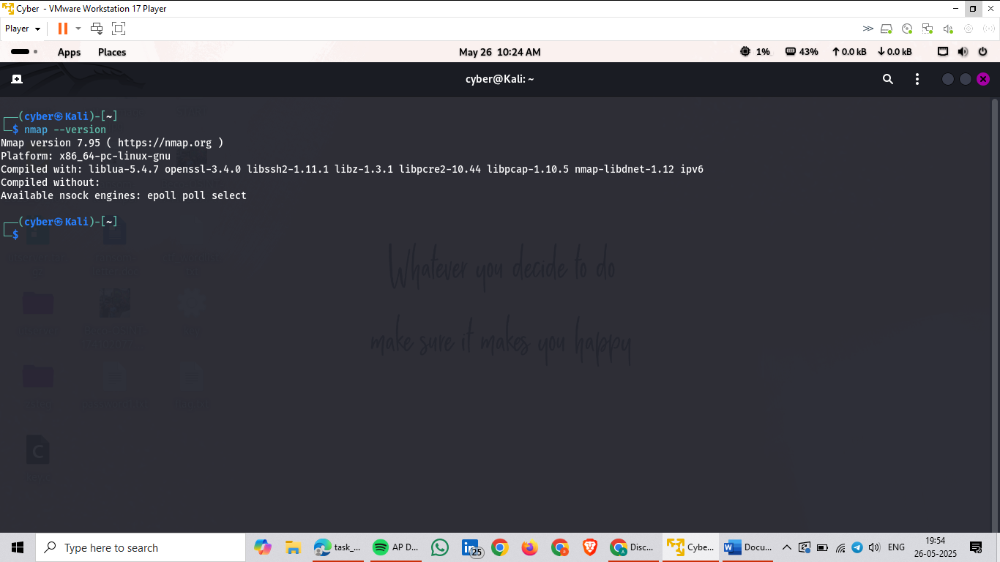 Cyber - VMware Workstation 17 Player
Player
Apps Places May 26 10:24 AM 1% 43% 0.0 kB 0.0 kB
cyber@Kali: ~
┌──(cyber㉿Kali)-[~]
└─$ nmap --version
Nmap version 7.95 ( https://nmap.org )
Platform: x86_64-pc-linux-gnu
Compiled with: liblua-5.4.7 openssl-3.4.0 libssh2-1.11.1 libz-1.3.1 libpcre2-10.44 libpcap-1.10.5 nmap-libdnet-1.12 ipv6
Compiled without:
Available nsock engines: epoll poll select
┌──(cyber㉿Kali)-[~]
└─$
Whatever you decide to do
make sure it makes you happy
Type here to search task_... AP D... 25 Disc... Cybe... Docu... ENG 19:54
26-05-2025